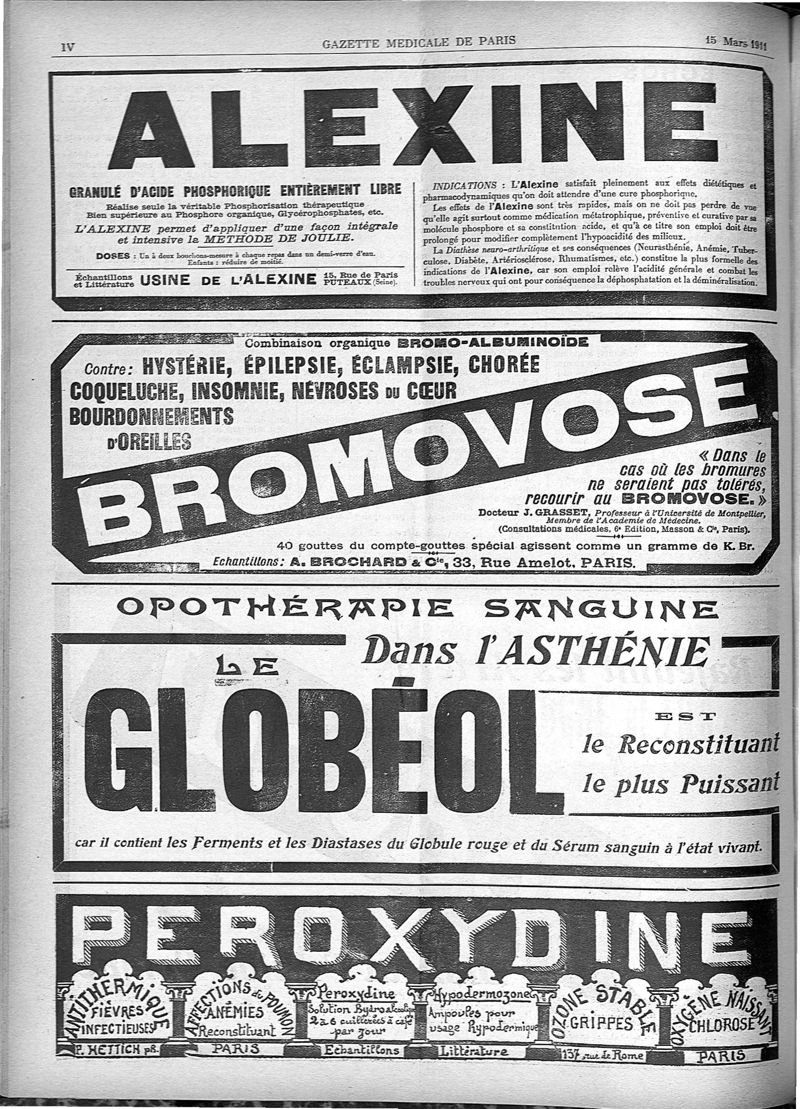 IV
GAZETTE MEDICALE DE PARIS
15 Mars 1911
ALEXINE
GRANULÉ D'ACIDE PHOSPHORIQUE ENTIÈREMENT LIBRE
Réalise seule la véritable Phosphorisation thérapeutique
Bien supérieure au Phosphore organique, Glycérophosphates, etc.
L'ALEXINE permet d'appliquer d'une façon intégrale
et intensive la METHODE DE JOULIE.
DOSES : Un à deux bouchons-mesure à chaque repas dans un demi-verre d'eau.
Enfants : réduire de moitié.
Échantillons
et Littérature
USINE DE L'ALEXINE
15, Rue de Paris
PUTEAUX (Seine).
INDICATIONS : L'Alexine satisfait pleinement aux effets diététiques et
pharmacodynamiques qu'on doit attendre d'une cure phosphorique.
Les effets de l'Alexine sont très rapides, mais on ne doit pas perdre de vue
qu'elle agit surtout comme médication métatrophique, préventive et curative par sa
molécule phosphore et sa constitution acide, et qu'à ce titre son emploi doit être
prolongé pour modifier complètement l'hypoacidité des milieux.
La Diathèse neuro-arthritique et ses conséquences (Neurasthénie, Anémie, Tuber-
culose, Diabète, Artériosclérose, Rhumatismes, etc.) constitue la plus formelle des
indications de l'Alexine, car son emploi relève l'acidité générale et combat les
troubles nerveux qui ont pour conséquence la déphosphatation et la déminéralisation.
Combinaison organique BROMO-ALBUMINOÏDE
Contre : HYSTÉRIE, ÉPILEPSIE, ÉCLAMPSIE, CHORÉE
COQUELUCHE, INSOMNIE, NÉVROSES DU CŒUR
BOURDONNEMENTS
D'OREILLES
BROMOVOSE
« Dans le
cas où les bromures
ne seraient pas tolérés,
recourir au BROMOVOSE. »
Docteur J. GRASSET, Professeur à l'Université de Montpellier,
Membre de l'Academie de Médecine.
(Consultations médicales, 6e Edition, Masson & Cie, Paris).
40 gouttes du compte-gouttes spécial agissent comme un gramme de K. Br.
Echantillons: A. BROCHARD & Cie, 33, Rue Amelot, PARIS.
OPOTHÉRAPIE SANGUINE
Dans l'ASTHÉNIE
LE
GLOBÉOL
EST
le Reconstituant
le plus Puissant
car il contient les Ferments et les Diastases du Globule rouge et du Sérum sanguin à l'état vivant.
PEROXYDINE
ANTITHERMIQUE
FIÈVRES
INFECTIEUSES
P. HETTICH ph.
AFFECTIONS du POUMON
ANÉMIES
Reconstituant
PARIS
Peroxydine
Solution Hydroalcoolique
2 à 6 cuillerées à café
par jour
Echantillons
Hypodermozone
Ampoules pour
usage Hypodermique
Littérature
OZONE STABLE
GRIPPES
137 rue de Rome
OXYGÈNE NAISSANT
CHLOROSE
PARIS